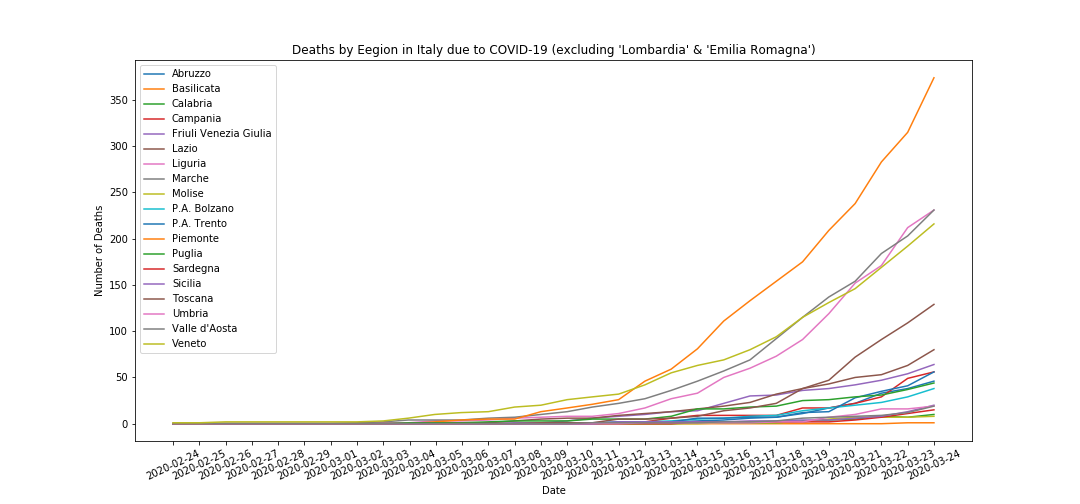 Deaths by Eegion in Italy due to COVID-19 (excluding 'Lombardia' & 'Emilia Romagna')
Abruzzo
Basilicata
Calabria
Campania
Friuli Venezia Giulia
Lazio
Liguria
Marche
Molise
P.A. Bolzano
P.A. Trento
Piemonte
Puglia
Sardegna
Sicilia
Toscana
Umbria
Valle d'Aosta
Veneto
Number of Deaths
350
300
250
200
150
100
50
0
2020-02-24
2020-02-25
2020-02-26
2020-02-27
2020-02-28
2020-02-29
2020-03-01
2020-03-02
2020-03-03
2020-03-04
2020-03-05
2020-03-06
2020-03-07
2020-03-08
2020-03-09
2020-03-10
2020-03-11
2020-03-12
2020-03-13
2020-03-14
2020-03-15
2020-03-16
2020-03-17
2020-03-18
2020-03-19
2020-03-20
2020-03-21
2020-03-22
2020-03-23
2020-03-24
Date